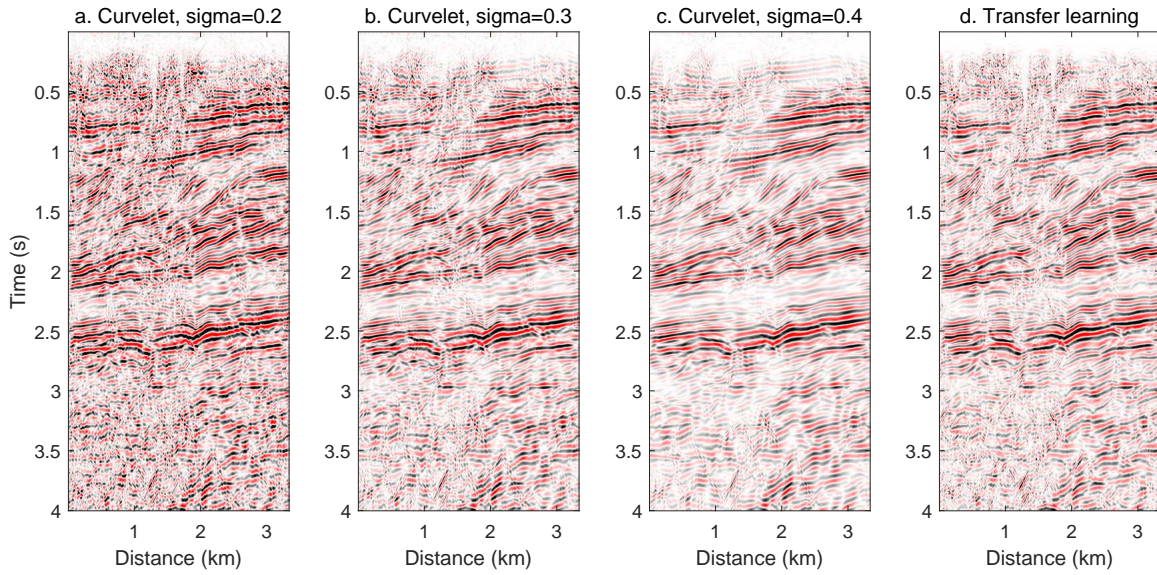 a. Curvelet, sigma=0.2
b. Curvelet, sigma=0.3
c. Curvelet, sigma=0.4
d. Transfer learning
Time (s)
0.5
1
1.5
2
2.5
3
3.5
4
1 2 3
Distance (km)
0.5
1
1.5
2
2.5
3
3.5
4
1 2 3
Distance (km)
0.5
1
1.5
2
2.5
3
3.5
4
1 2 3
Distance (km)
0.5
1
1.5
2
2.5
3
3.5
4
1 2 3
Distance (km)